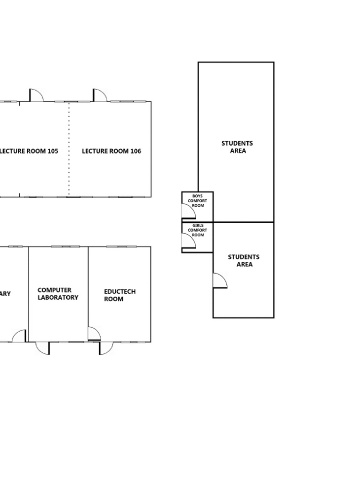 LECTURE ROOM 105
LECTURE ROOM 106
STUDENTS
AREA
BOYS
COMFORT
ROOM
GIRLS
COMFORT
ROOM
STUDENTS
AREA
ARY
COMPUTER
LABORATORY
EDUCTECH
ROOM